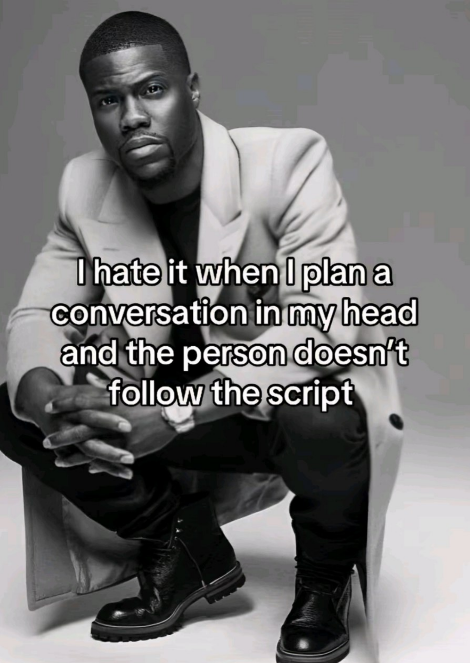 I hate it when I plan a
conversation in my head
and the person doesn't
follow the script